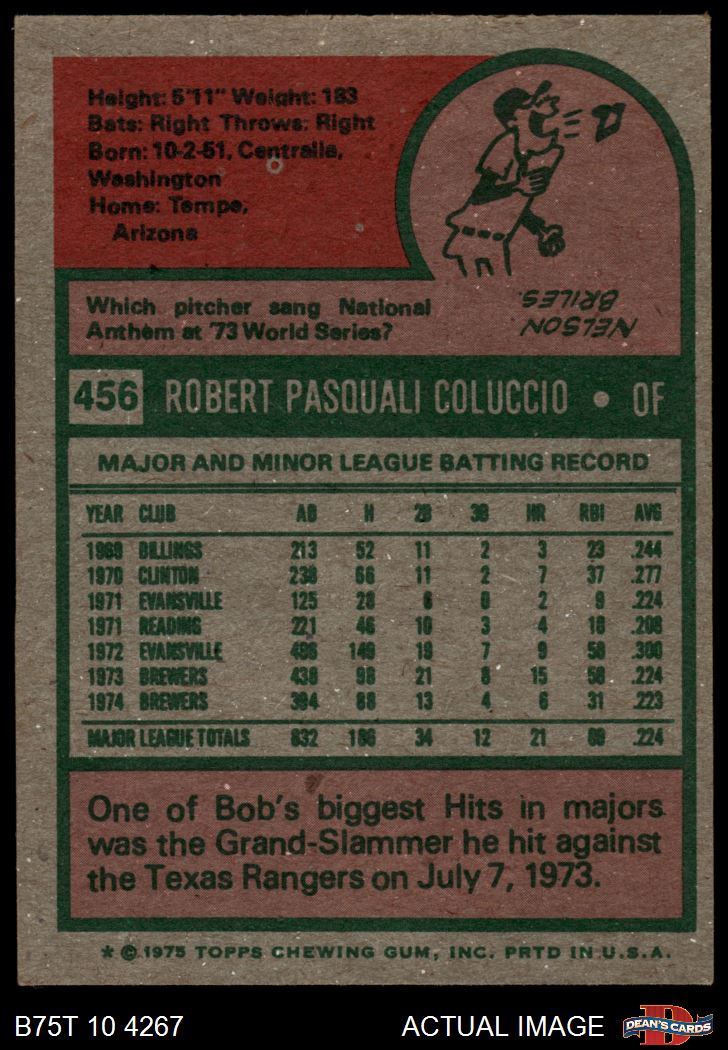 Height: 5'11" Weight: 183
Bats: Right Throws: Right
Born: 10-2-51, Centralia,
Washington
Home: Tempe,
Arizona
Which pitcher sang National
Anthem at '73 World Series?
NELSON
BRILES.
456 ROBERT PASQUALI COLUCCIO • OF
MAJOR AND MINOR LEAGUE BATTING RECORD
YEAR CLUB AB H 2B 3B HR RBI AVG
1969 BILLINGS 213 52 11 2 3 23 .244
1970 CLINTON 238 66 11 2 7 37 .277
1971 EVANSVILLE 125 28 6 0 2 9 .224
1971 READING 221 46 10 3 4 18 .208
1972 EVANSVILLE 496 149 19 7 9 58 .300
1973 BREWERS 438 98 21 8 15 58 .224
1974 BREWERS 394 88 13 4 6 31 .223
MAJOR LEAGUE TOTALS 832 186 34 12 21 89 .224
One of Bob's biggest Hits in majors
was the Grand-Slammer he hit against
the Texas Rangers on July 7, 1973.
* © 1975 TOPPS CHEWING GUM, INC. PRTD IN U.S.A.
B75T 10 4267 ACTUAL IMAGE
D
DEAN'S CARDS